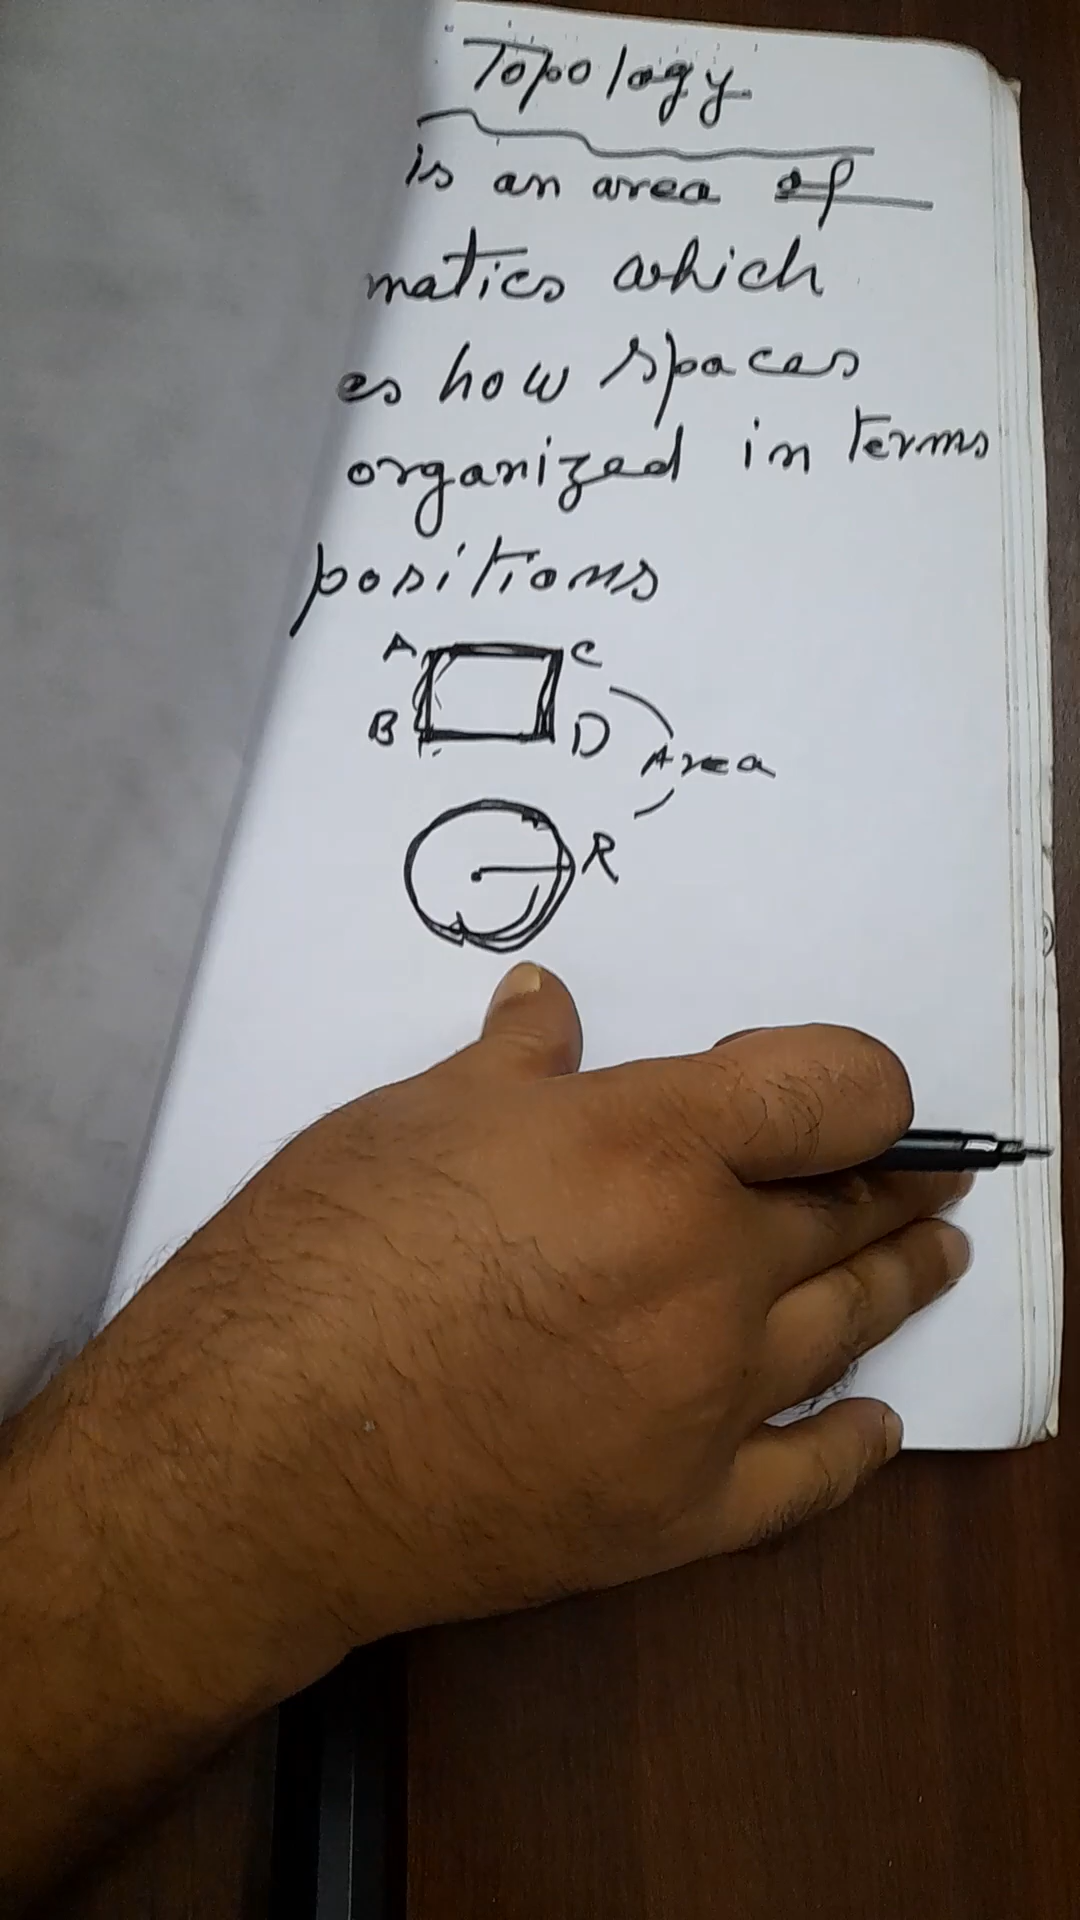 Topology
is an area of
matics which
es how spaces
organized in terms
positions
A C
B D
Area
R